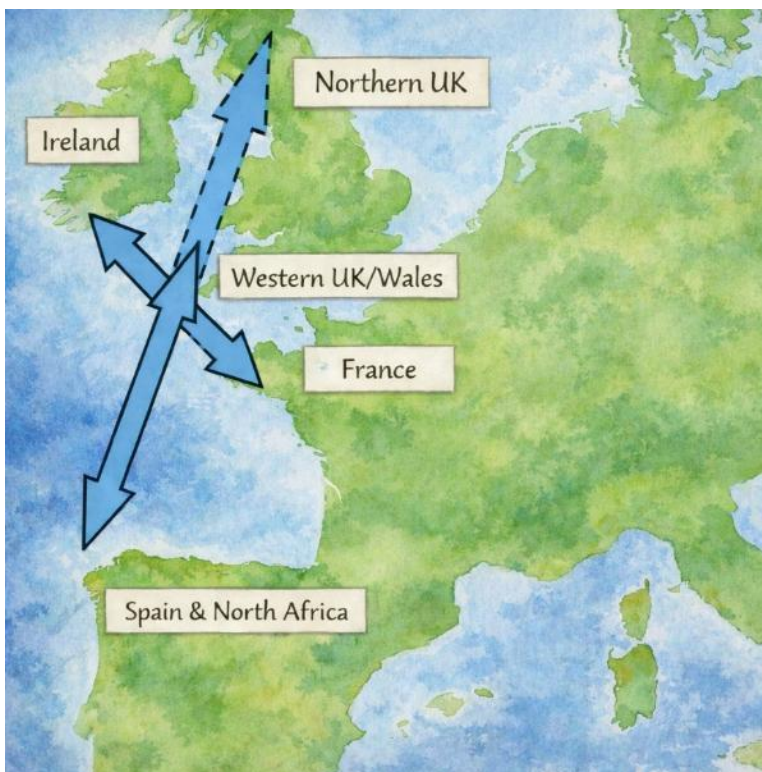 Northern UK
Ireland
Western UK/Wales
France
Spain & North Africa